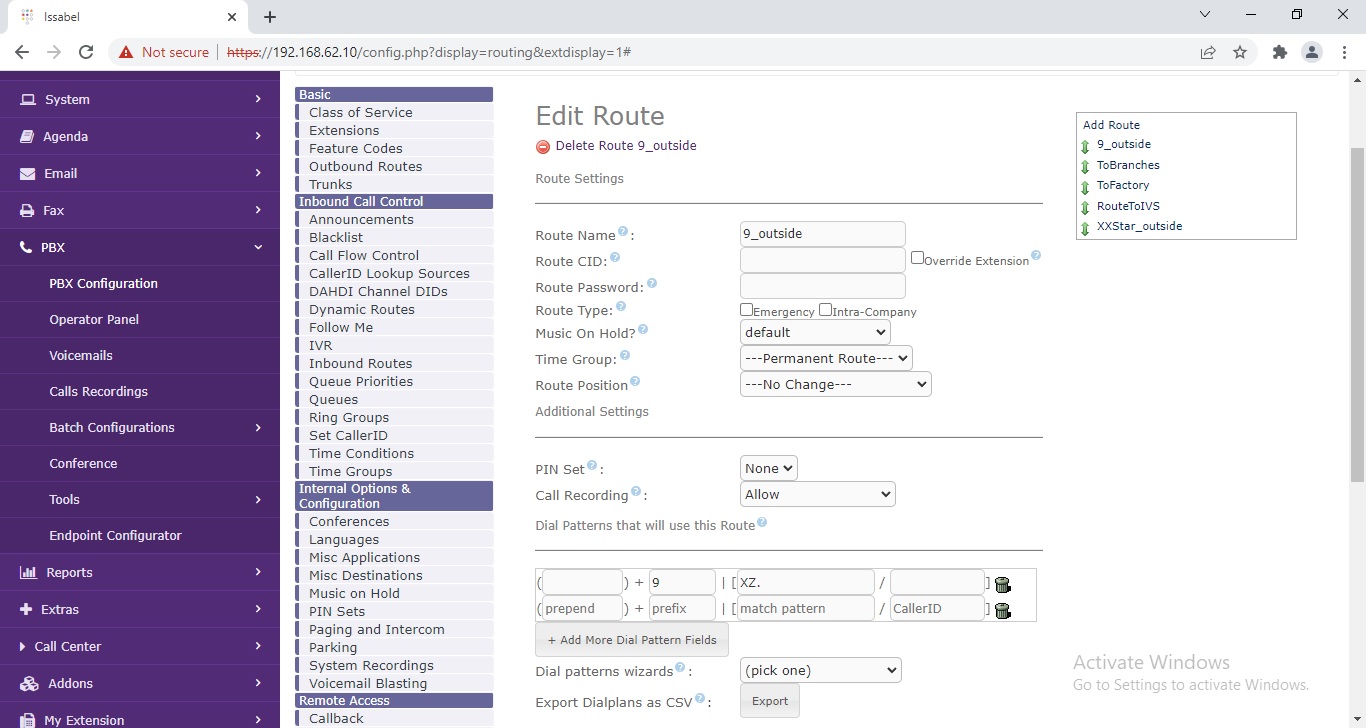 Issabel
Not secure | https://192.168.62.10/config.php?display=routing&extdisplay=1#
System
Agenda
Email
Fax
PBX
PBX Configuration
Operator Panel
Voicemails
Calls Recordings
Batch Configurations
Conference
Tools
Endpoint Configurator
Reports
Extras
Call Center
Addons
My Extension
Basic
Class of Service
Extensions
Feature Codes
Outbound Routes
Trunks
Inbound Call Control
Announcements
Blacklist
Call Flow Control
CallerID Lookup Sources
DAHDI Channel DIDs
Dynamic Routes
Follow Me
IVR
Inbound Routes
Queue Priorities
Queues
Ring Groups
Set CallerID
Time Conditions
Time Groups
Internal Options &
Configuration
Conferences
Languages
Misc Applications
Misc Destinations
Music on Hold
PIN Sets
Paging and Intercom
Parking
System Recordings
Voicemail Blasting
Remote Access
Callback
Edit Route
Delete Route 9_outside
Route Settings
Route Name? : 9_outside
Route CID: ? Override Extension?
Route Password: ?
Route Type: ? Emergency Intra-Company
Music On Hold? ? default
Time Group: ? ---Permanent Route---
Route Position? ---No Change---
Additional Settings
PIN Set? : None
Call Recording? : Allow
Dial Patterns that will use this Route?
( ) + 9 | [ XZ. / ]
( prepend ) + prefix | [ match pattern / CallerID ]
+ Add More Dial Pattern Fields
Dial patterns wizards? : (pick one)
Export Dialplans as CSV? : Export
Add Route
9_outside
ToBranches
ToFactory
RouteToIVS
XXStar_outside
Activate Windows
Go to Settings to activate Windows.